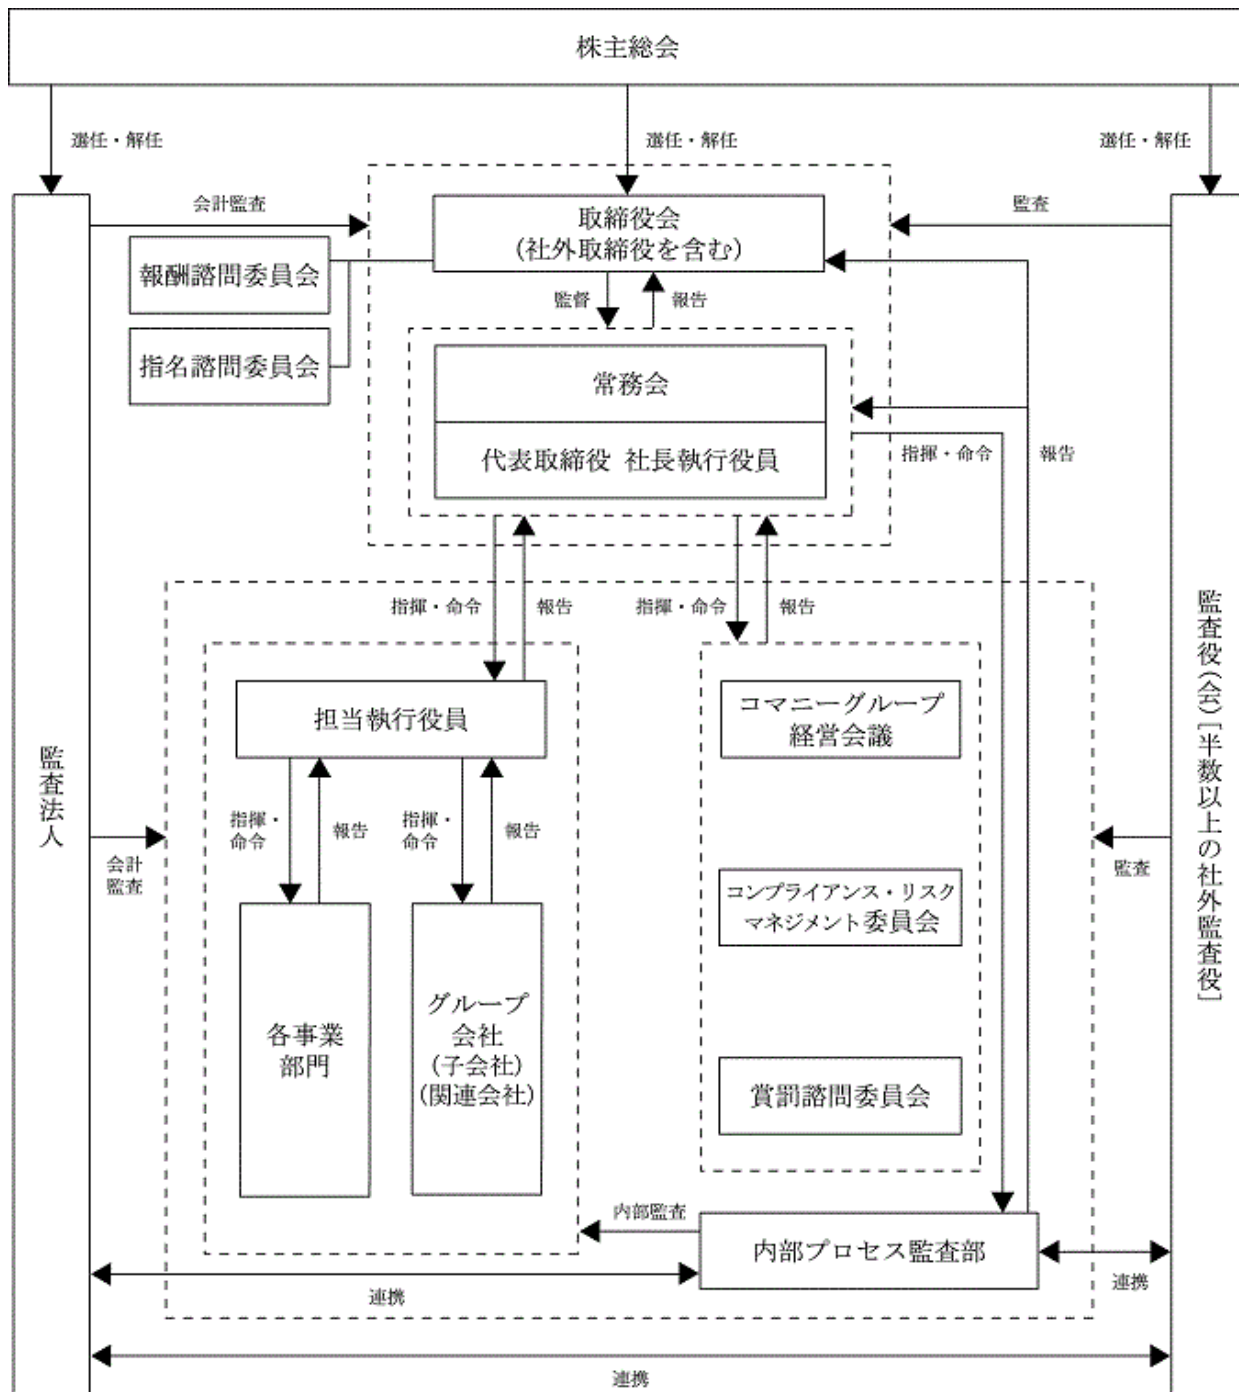 株主総会
選任・解任
選任・解任
選任・解任
会計監査
取締役会
(社外取締役を含む)
監査
報酬諮問委員会
監督
報告
指名諮問委員会
常務会
代表取締役 社長執行役員
指揮・命令
報告
指揮・命令
報告
指揮・命令
報告
担当執行役員
コマニーグループ
経営会議
監査法人
監査役(会)[半数以上の社外監査役]
指揮・
命令
報告
指揮・
命令
報告
会計
監査
監査
コンプライアンス・リスク
マネジメント委員会
各事業
部門
グループ
会社
(子会社)
(関連会社)
賞罰諮問委員会
内部監査
内部プロセス監査部
連携
連携
連携